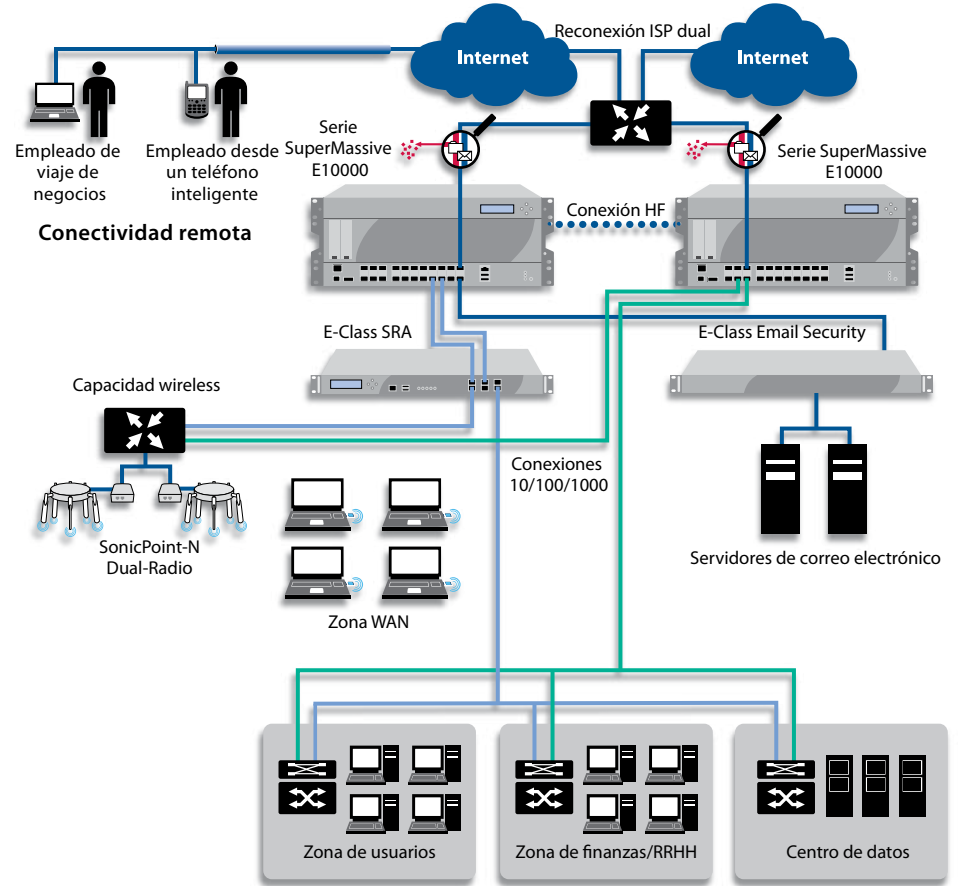 Reconexión ISP dual
Internet
Internet
Empleado de
viaje de
negocios
Empleado desde
un teléfono
inteligente
Conectividad remota
Serie
SuperMassive
E10000
Serie SuperMassive
E10000
Conexión HF
E-Class SRA
E-Class Email Security
Capacidad wireless
Conexiones
10/100/1000
SonicPoint-N
Dual-Radio
Servidores de correo electrónico
Zona WAN
Zona de usuarios
Zona de finanzas/RRHH
Centro de datos